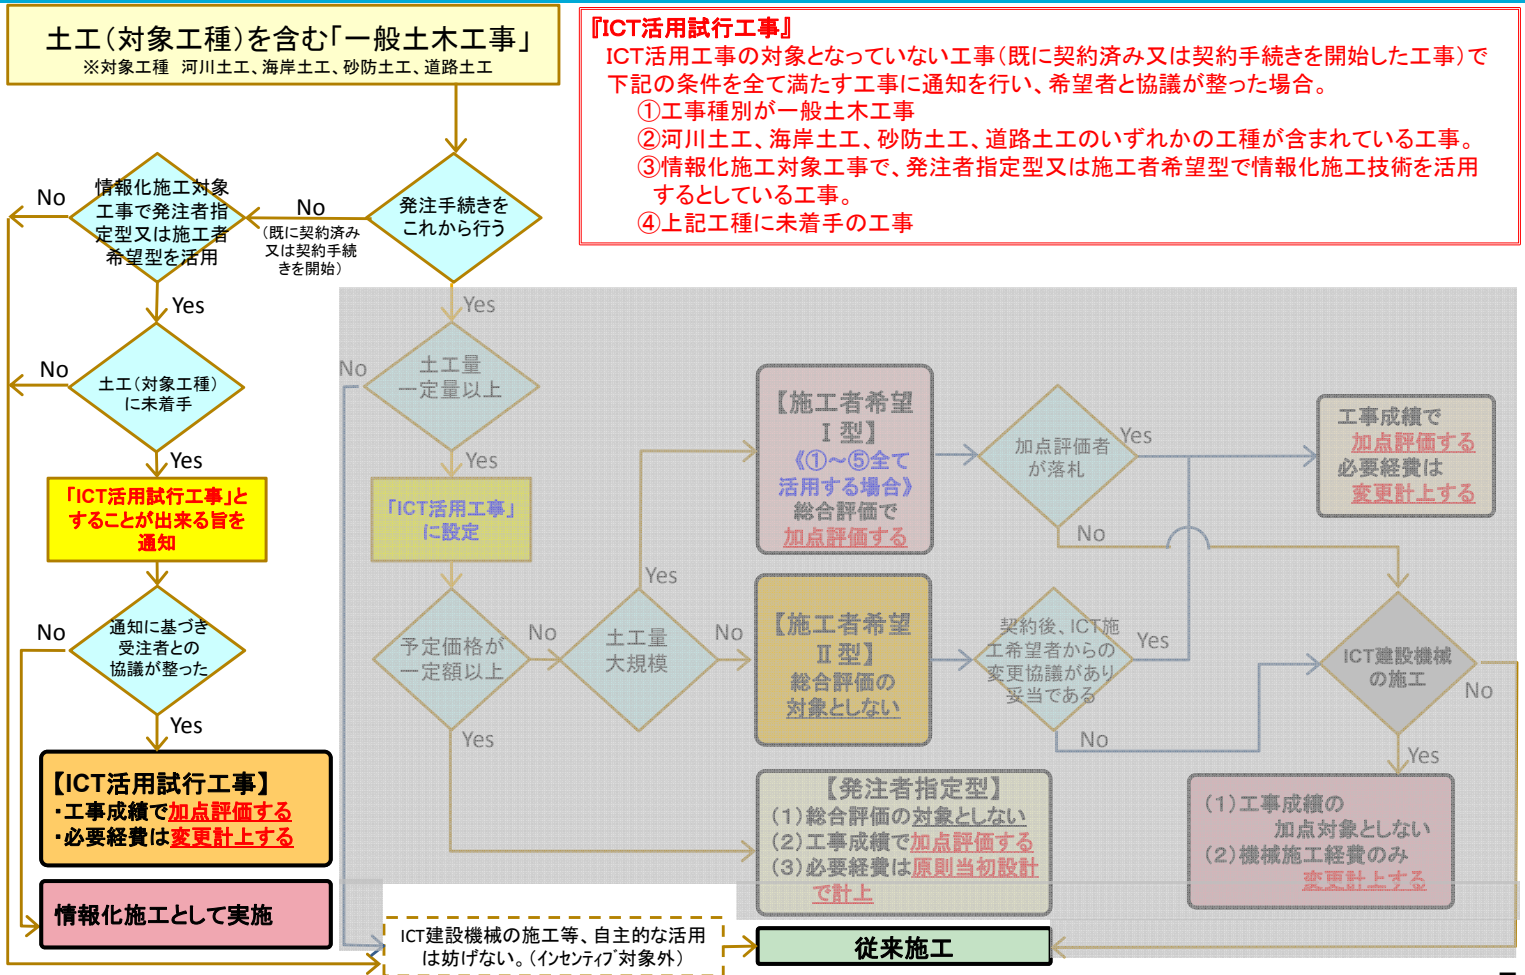 土工(対象工種)を含む「一般土木工事」
※対象工種 河川土工、海岸土工、砂防土工、道路土工
『ICT活用試行工事』
ICT活用工事の対象となっていない工事(既に契約済み又は契約手続きを開始した工事)で
下記の条件を全て満たす工事に通知を行い、希望者と協議が整った場合。
①工事種別が一般土木工事
②河川土工、海岸土工、砂防土工、道路土工のいずれかの工種が含まれている工事。
③情報化施工対象工事で、発注者指定型又は施工者希望型で情報化施工技術を活用
するとしている工事。
④上記工種に未着手の工事
発注手続きを
これから行う
No
(既に契約済み
又は契約手続
きを開始)
Yes
情報化施工対象
工事で発注者指
定型又は施工者
希望型を活用
No
Yes
土工(対象工種)
に未着手
No
Yes
「ICT活用試行工事」と
することが出来る旨を
通知
通知に基づき
受注者との
協議が整った
No
Yes
【ICT活用試行工事】
・工事成績で加点評価する
・必要経費は変更計上する
情報化施工として実施
土工量
一定量以上
No
Yes
「ICT活用工事」
に設定
予定価格が
一定額以上
No
Yes
土工量
大規模
Yes
No
【施工者希望
Ⅰ型】
《①～⑤全て
活用する場合》
総合評価で
加点評価する
【施工者希望
Ⅱ型】
総合評価の
対象としない
【発注者指定型】
(1)総合評価の対象としない
(2)工事成績で加点評価する
(3)必要経費は原則当初設計
で計上
加点評価者
が落札
Yes
No
契約後、ICT施
工希望者からの
変更協議があり
妥当である
Yes
No
工事成績で
加点評価する
必要経費は
変更計上する
ICT建設機械
の施工
No
Yes
(1)工事成績の
加点対象としない
(2)機械施工経費のみ
変更計上する
ICT建設機械の施工等、自主的な活用
は妨げない。(インセンティブ対象外)
従来施工